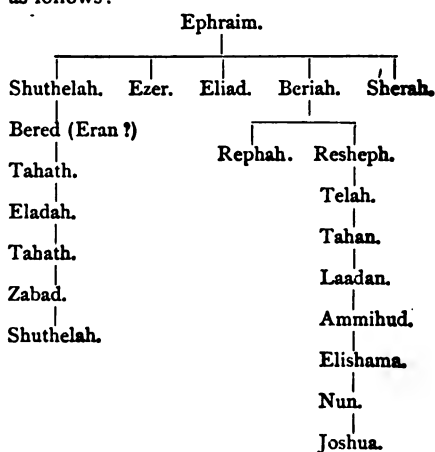 as follows :
Ephraim.
Shuthelah. Ezer. Eliad. Beriah. Sherah.
Bered (Eran ?)
Rephah. Resheph.
Tahath.
Telah.
Eladah.
Tahan.
Tahath.
Laadan.
Zabad.
Ammihud.
Shuthelah.
Elishama.
Nun.
Joshua.